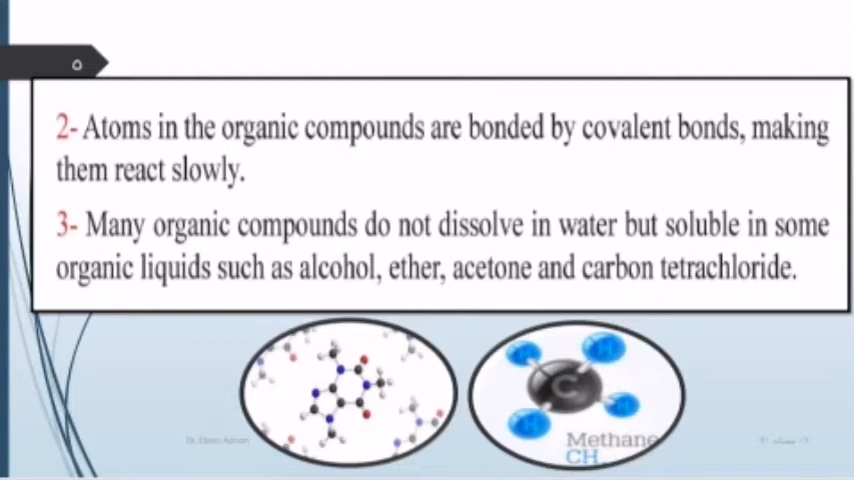 ٥
2- Atoms in the organic compounds are bonded by covalent bonds, making
them react slowly.
3- Many organic compounds do not dissolve in water but soluble in some
organic liquids such as alcohol, ether, acetone and carbon tetrachloride.
C
H
H
H
H
Methane
CH
Dr.